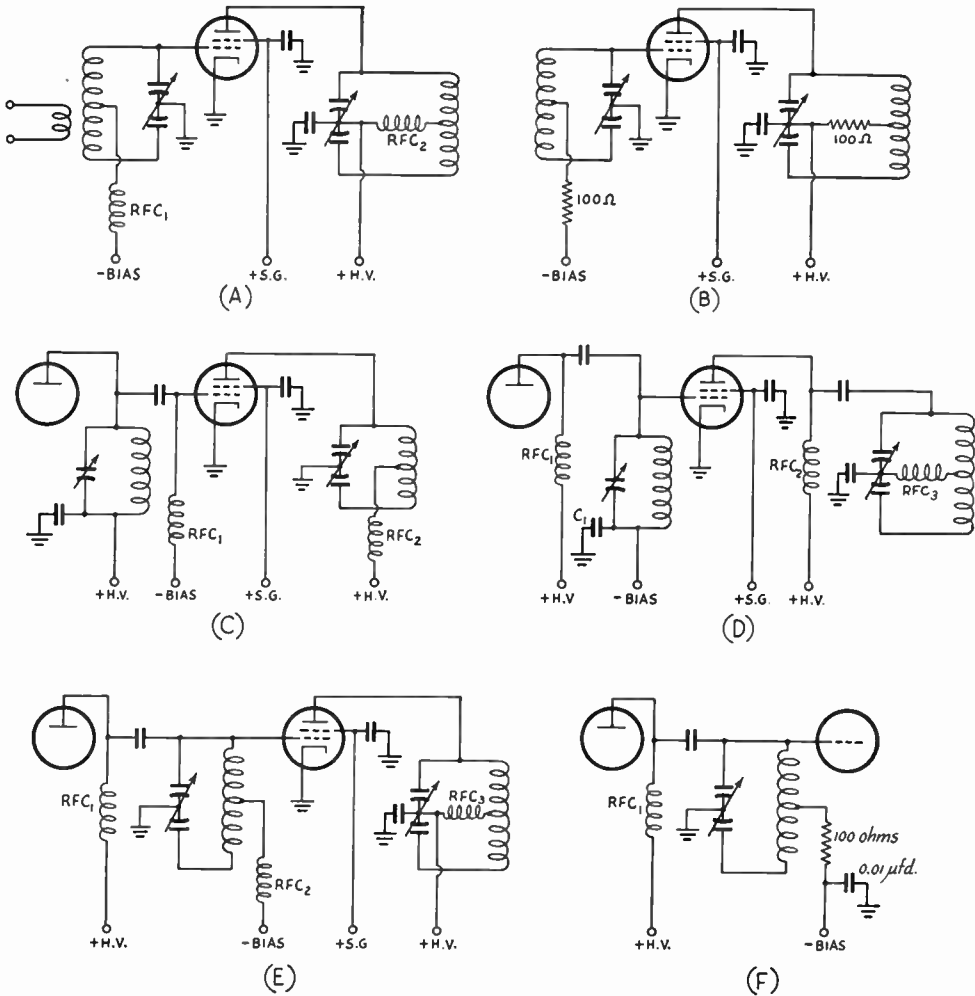 RFC₂
RFC₁
-BIAS
+S.G.
+H.V.
(A)
100Ω
100Ω
-BIAS
+S.G.
+H.V.
(B)
RFC₁
RFC₂
+H.V.
-BIAS
+S.G.
+H.V.
(C)
RFC₁
RFC₂
RFC₃
C₁
+H.V
-BIAS
+S.G.
+H.V.
(D)
RFC₁
RFC₃
RFC₂
+H.V.
-BIAS
+S.G
+H.V.
(E)
RFC₁
100 ohms
0.01 µfd.
+H.V.
-BIAS
(F)